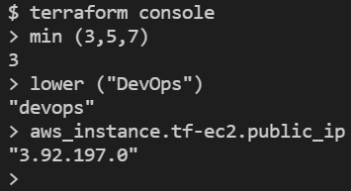 $ terraform console
> min (3,5,7)
3
> lower ("DevOps")
"devops"
> aws_instance.tf-ec2.public_ip
"3.92.197.0"
>